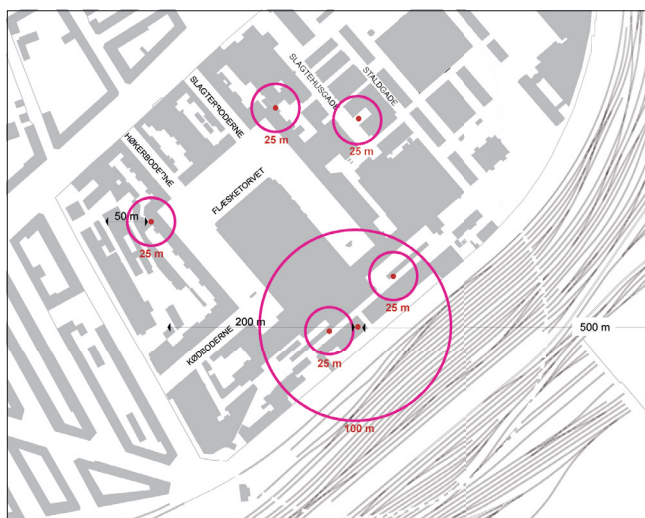 SLAGTEHUSGADE
STALDGADE
SLAGTERBODERNE
25 m
25 m
HØKERBODERNE
FLÆSKETORVET
50 m
25 m
25 m
200 m
500 m
KØDBODERNE
25 m
100 m